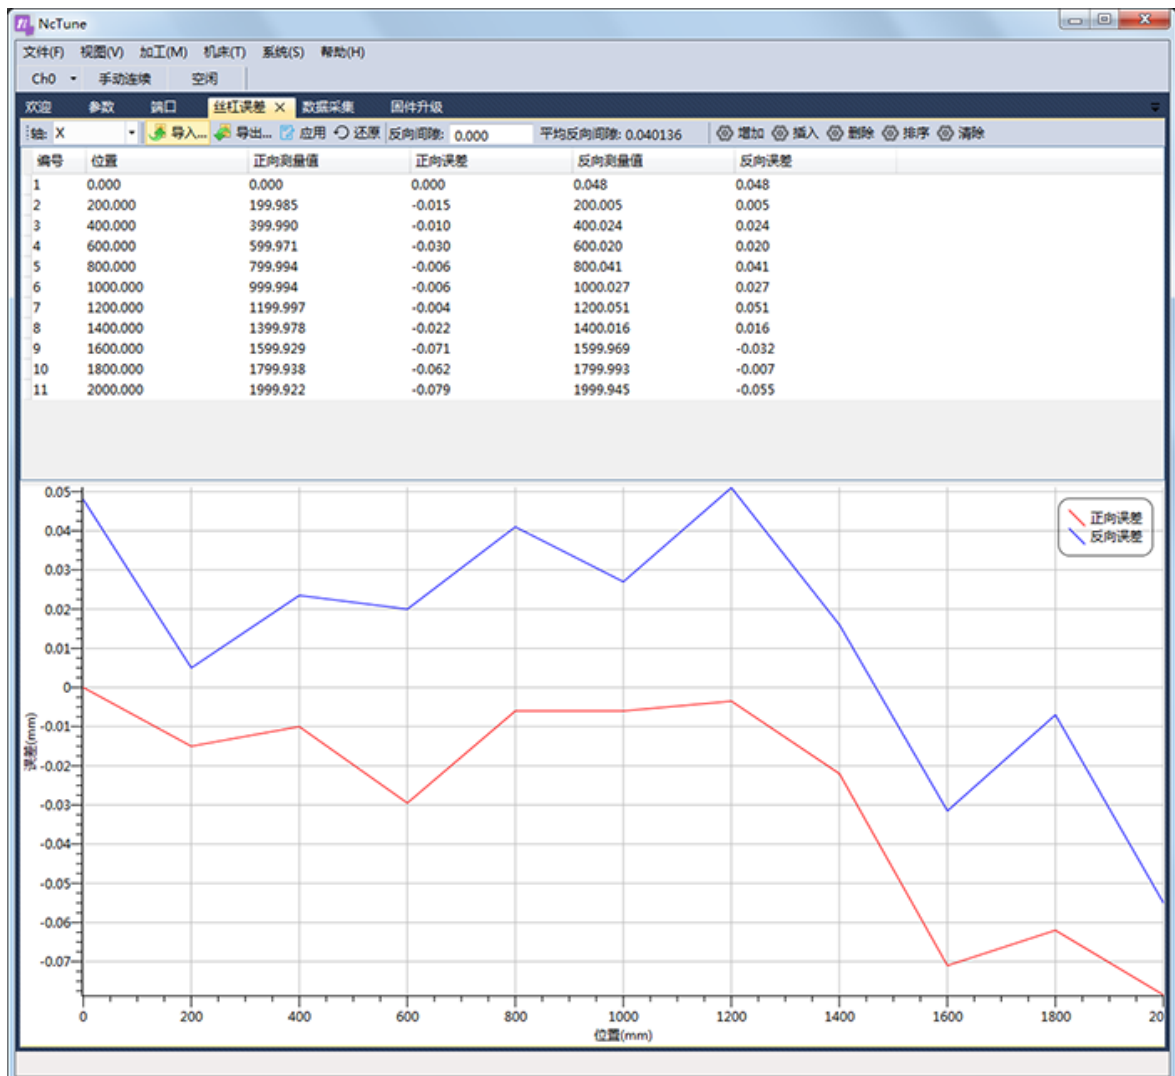 NcTune
文件(F) 视图(V) 加工(M) 机床(T) 系统(S) 帮助(H)
Ch0 手动连续 空闲
欢迎 参数 端口 丝杠误差 数据采集 固件升级
轴: X 导入... 导出... 应用 还原 反向间隙: 0.000 平均反向间隙: 0.040136 增加 插入 删除 排序 清除
编号 位置 正向测量值 正向误差 反向测量值 反向误差
1 0.000 0.000 0.000 0.048 0.048
2 200.000 199.985 -0.015 200.005 0.005
3 400.000 399.990 -0.010 400.024 0.024
4 600.000 599.971 -0.030 600.020 0.020
5 800.000 799.994 -0.006 800.041 0.041
6 1000.000 999.994 -0.006 1000.027 0.027
7 1200.000 1199.997 -0.004 1200.051 0.051
8 1400.000 1399.978 -0.022 1400.016 0.016
9 1600.000 1599.929 -0.071 1599.969 -0.032
10 1800.000 1799.938 -0.062 1799.993 -0.007
11 2000.000 1999.922 -0.079 1999.945 -0.055
0.05
正向误差
反向误差
0.04
0.03
0.02
0.01
0
-0.01
误差(mm)
-0.02
-0.03
-0.04
-0.05
-0.06
-0.07
0 200 400 600 800 1000 1200 1400 1600 1800 20
位置(mm)